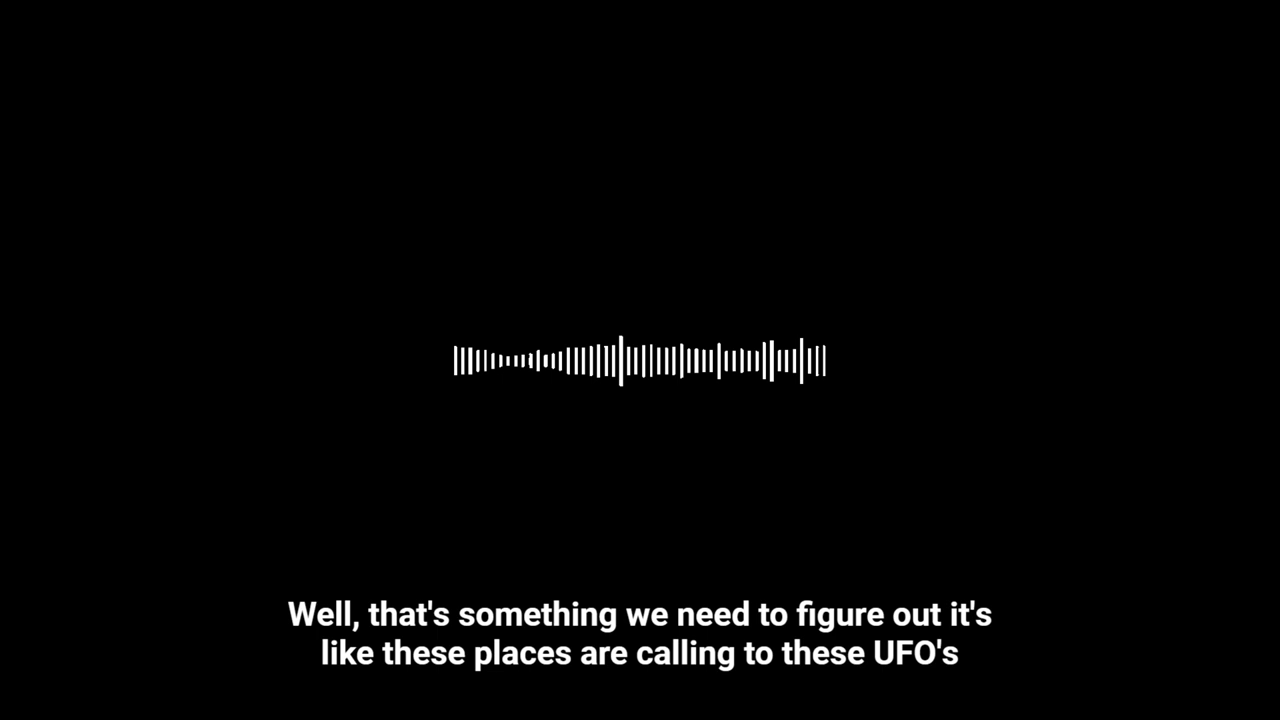 Well, that's something we need to figure out it's
like these places are calling to these UFO's